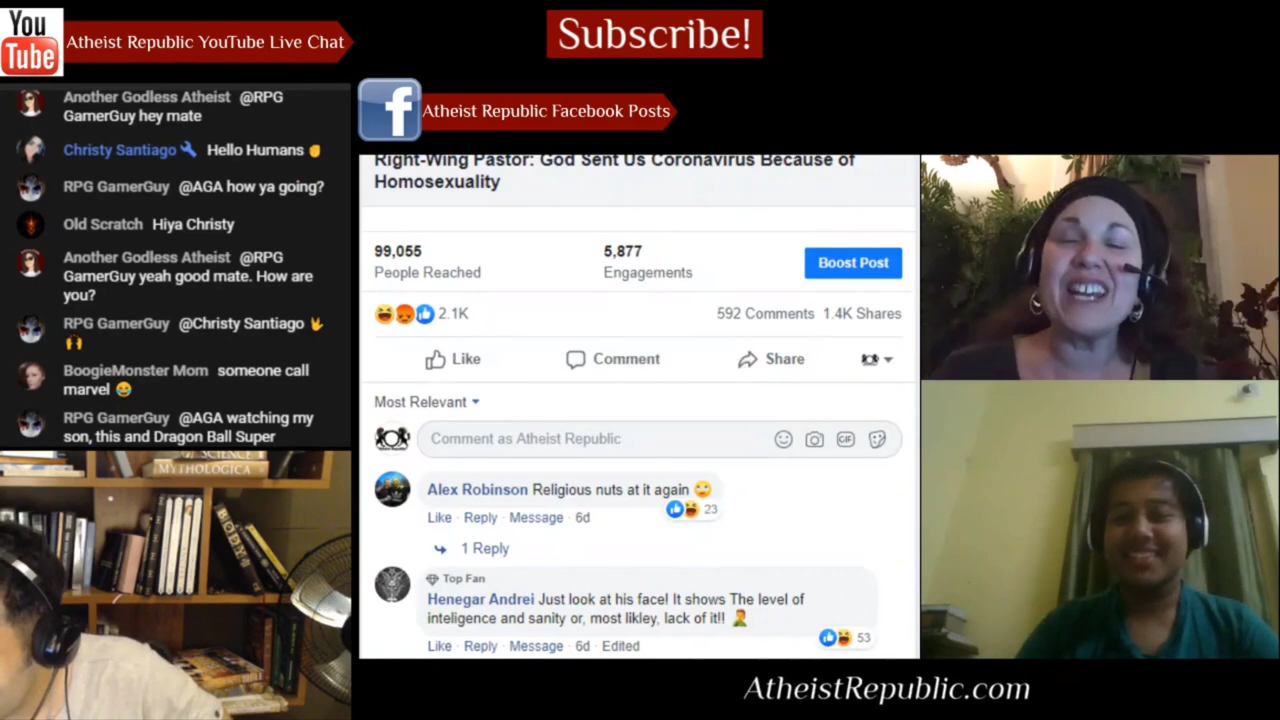 You
Tube
Atheist Republic YouTube Live Chat
Subscribe!
Another Godless Atheist @RPG
GamerGuy hey mate
Christy Santiago Hello Humans
RPG GamerGuy @AGA how ya going?
Old Scratch Hiya Christy
Another Godless Atheist @RPG
GamerGuy yeah good mate. How are
you?
RPG GamerGuy @Christy Santiago
BoogieMonster Mom someone call
marvel
RPG GamerGuy @AGA watching my
son, this and Dragon Ball Super
SCIENCE
MYTHOLOGICA
BODY
f
Atheist Republic Facebook Posts
Right-Wing Pastor: God Sent Us Coronavirus Because of
Homosexuality
99,055
People Reached
5,877
Engagements
Boost Post
2.1K
592 Comments 1.4K Shares
Like
Comment
Share
Most Relevant
Comment as Atheist Republic
GIF
Alex Robinson Religious nuts at it again
23
Like · Reply · Message · 6d
1 Reply
Top Fan
Henegar Andrei Just look at his face! It shows The level of
inteligence and sanity or, most likley, lack of it!!
53
Like · Reply · Message · 6d · Edited
AtheistRepublic.com